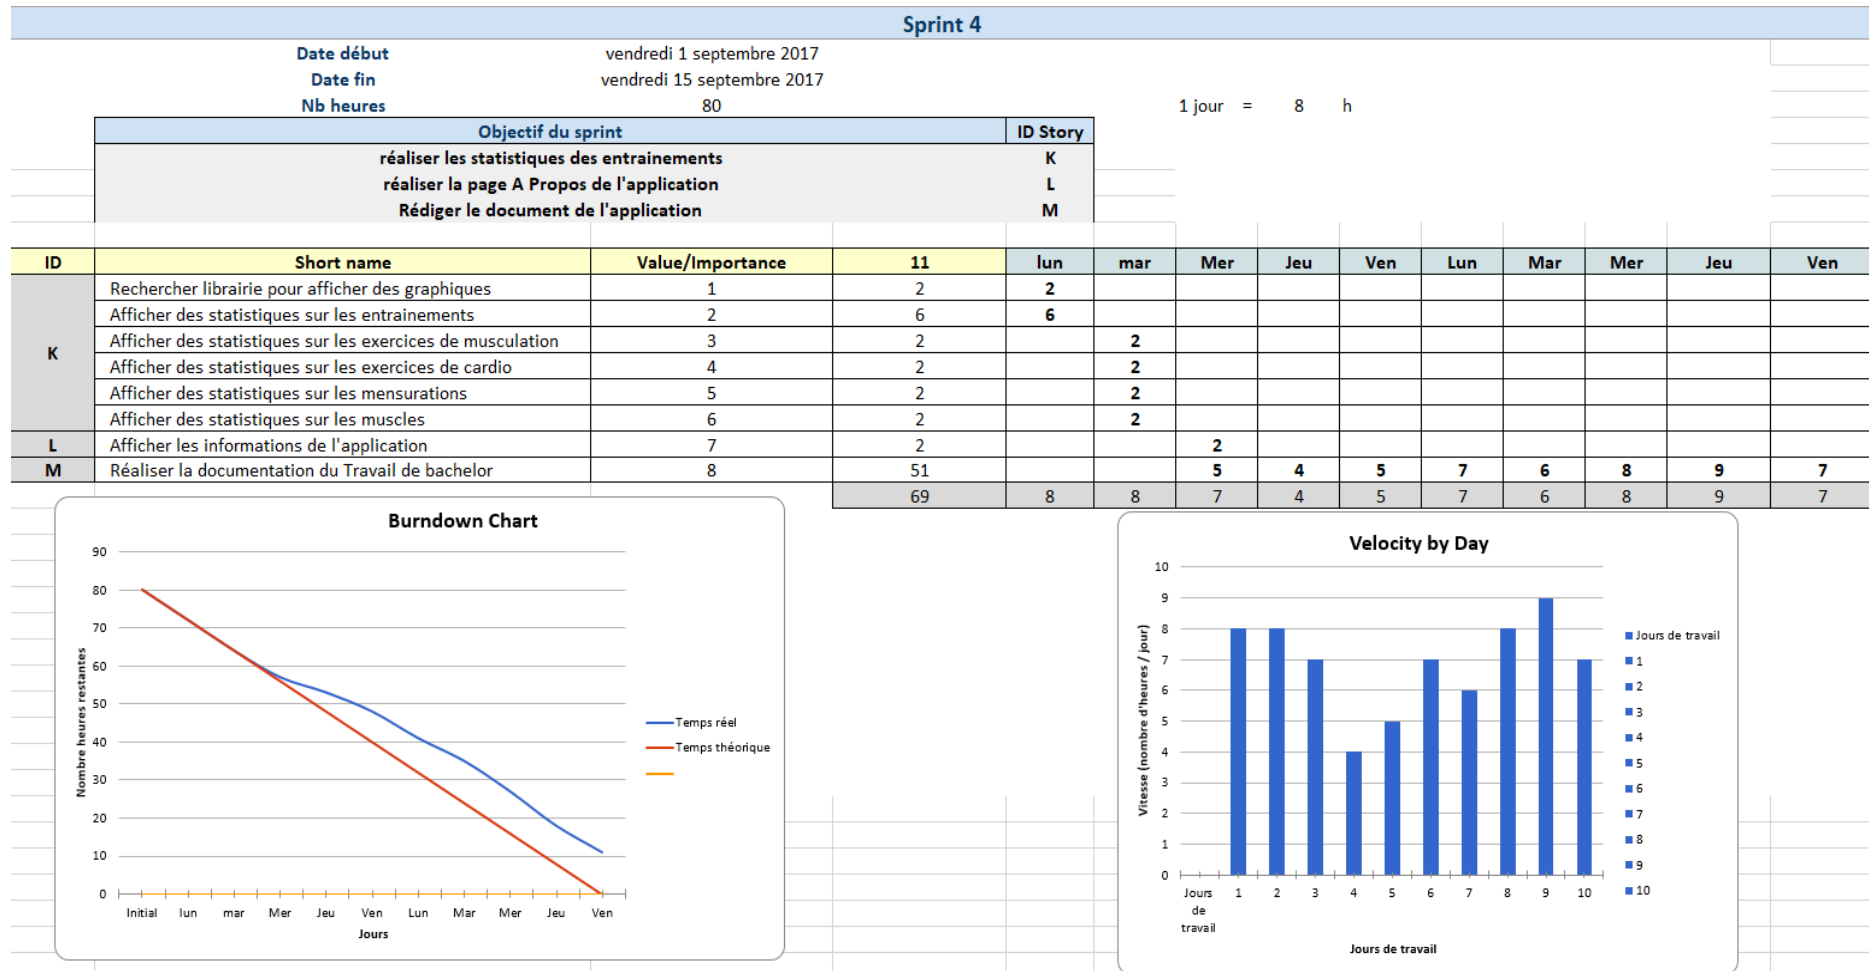 Sprint 4
Date début vendredi 1 septembre 2017
Date fin vendredi 15 septembre 2017
Nb heures 80 1 jour = 8 h
Objectif du sprint ID Story
réaliser les statistiques des entrainements K
réaliser la page A Propos de l'application L
Rédiger le document de l'application M
ID Short name Value/Importance 11 lun mar Mer Jeu Ven Lun Mar Mer Jeu Ven
Rechercher librairie pour afficher des graphiques 1 2 2
Afficher des statistiques sur les entrainements 2 6 6
K
Afficher des statistiques sur les exercices de musculation 3 2 2
Afficher des statistiques sur les exercices de cardio 4 2 2
Afficher des statistiques sur les mensurations 5 2 2
Afficher des statistiques sur les muscles 6 2 2
L Afficher les informations de l'application 7 2 2
M Réaliser la documentation du Travail de bachelor 8 51 5 4 5 7 6 8 9 7
69 8 8 7 4 5 7 6 8 9 7
Burndown Chart
Nombre heures restantes
90
80
70
60
50
40
30
20
10
0
Initial lun mar Mer Jeu Ven Lun Mar Mer Jeu Ven
Jours
Temps réel
Temps théorique
Velocity by Day
Vitesse (nombre d'heures / jour)
10
9
8
7
6
5
4
3
2
1
0
Jours de travail 1 2 3 4 5 6 7 8 9 10
Jours de travail
Jours de travail
1
2
3
4
5
6
7
8
9
10